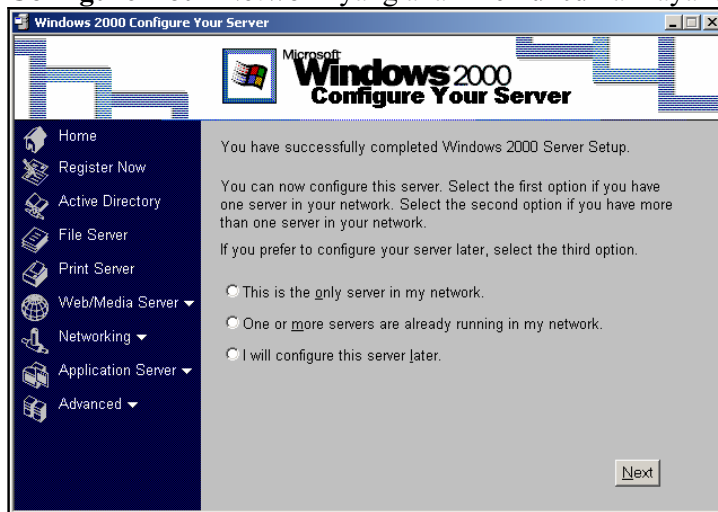 Windows 2000 Configure Your Server
Microsoft
Windows 2000
Configure Your Server
Home
Register Now
Active Directory
File Server
Print Server
Web/Media Server
Networking
Application Server
Advanced
You have successfully completed Windows 2000 Server Setup.
You can now configure this server. Select the first option if you have
one server in your network. Select the second option if you have more
than one server in your network.
If you prefer to configure your server later, select the third option.
This is the only server in my network.
One or more servers are already running in my network.
I will configure this server later.
Next